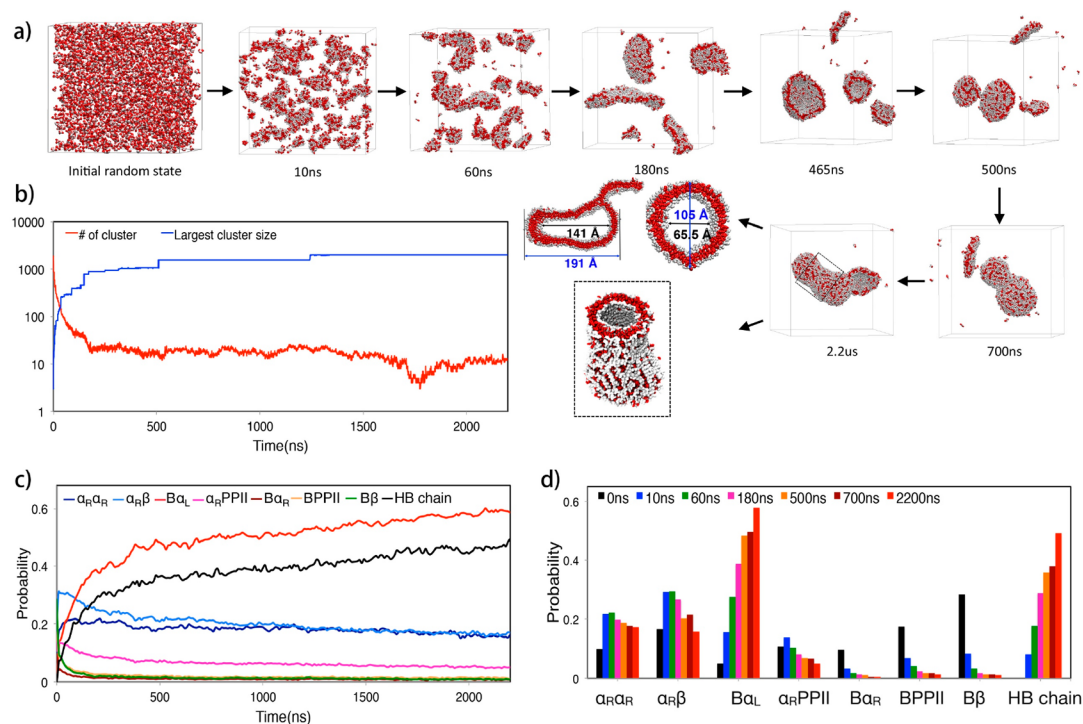 a)
Initial random state
10ns
60ns
180ns
465ns
500ns
b)
10000
1000
100
10
1
# of cluster
Largest cluster size
0
500
1000
1500
2000
Time(ns)
141 Å
191 Å
105 Å
65.5 Å
2.2us
700ns
c)
αRαR αRβ BαL αRPPII BαR BPPII Bβ HB chain
Probability
0.6
0.4
0.2
0
0
500
1000
1500
2000
Time(ns)
d)
0ns 10ns 60ns 180ns 500ns 700ns 2200ns
Probability
0.6
0.4
0.2
0
αRαR
αRβ
BαL
αRPPII
BαR
BPPII
Bβ
HB chain